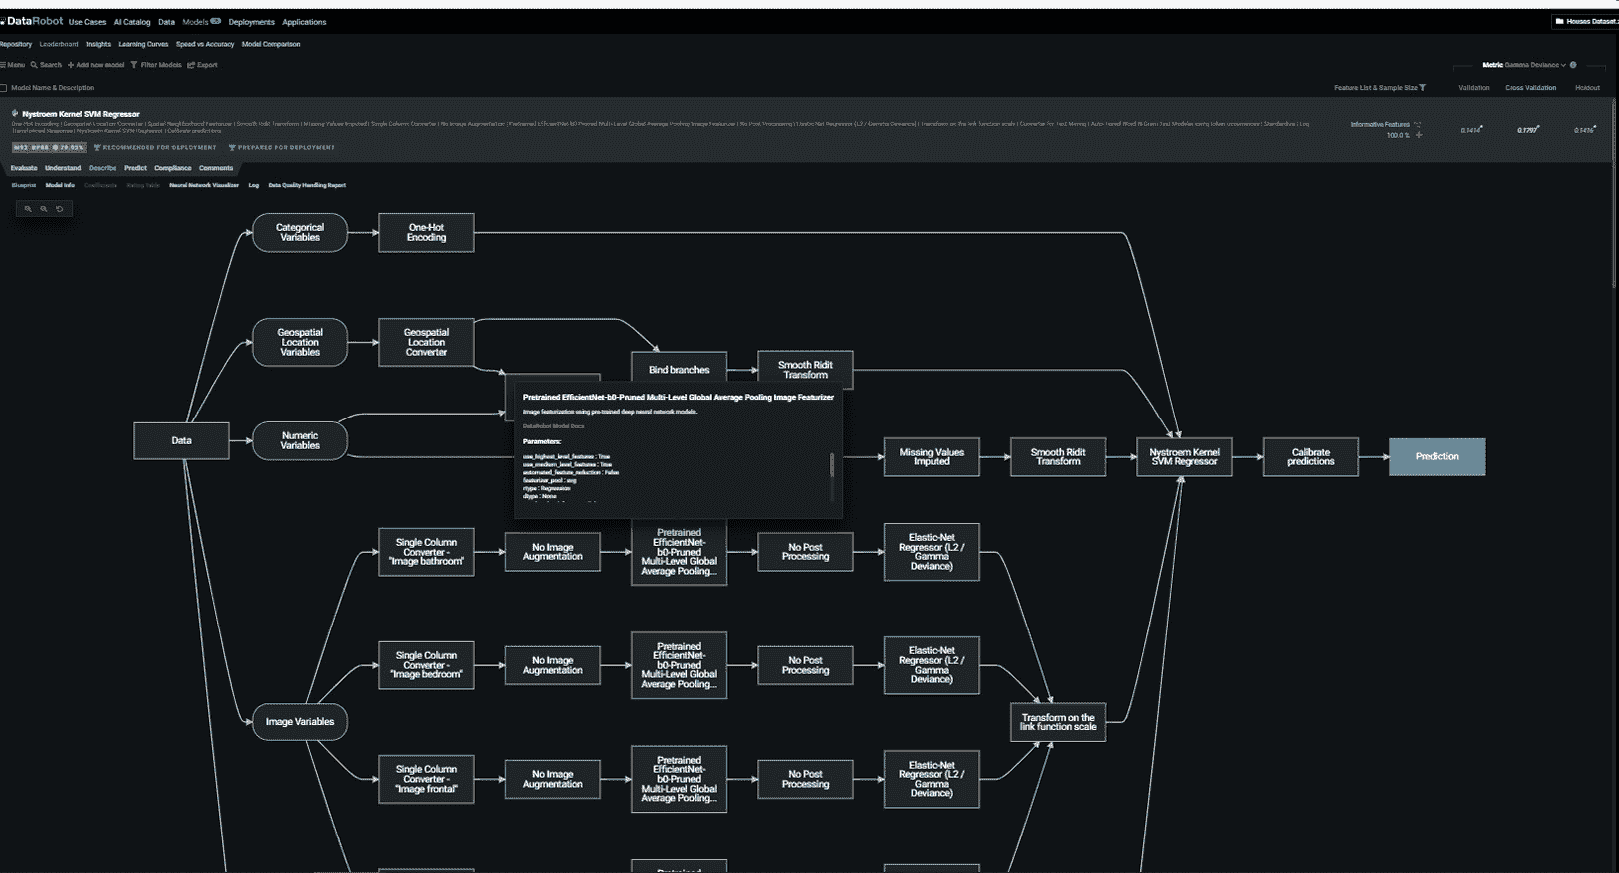 DataRobot Use Cases AI Catalog Data Models Deployments Applications
Houses Dataset.
Repository Leaderboard Insights Learning Curves Speed vs Accuracy Model Comparison
Menu Search Add new model Filter Models Export
Metric Gamma Deviance
Model Name & Description
Feature List & Sample Size Validation Cross Validation Holdout
Nystroem Kernel SVM Regressor
Informative Features
100.0 %
0.1414 0.1297 0.1416
RECOMMENDED FOR DEPLOYMENT PREPARED FOR DEPLOYMENT
Evaluate Understand Describe Predict Compliance Comments
Blueprint Model Info Coefficients Rating Table Neural Network Visualizer Log Data Quality Handling Report
Categorical
Variables
One-Hot
Encoding
Geospatial
Location
Variables
Geospatial
Location
Converter
Bind branches
Smooth Ridit
Transform
Data
Numeric
Variables
Pretrained EfficientNet-b0-Pruned Multi-Level Global Average Pooling Image Featurizer
Image featurization using pre-trained deep neural network models.
DataRobot Model Docs
Parameters:
use_highest_level_features : True
use_medium_level_features : True
automated_feature_reduction : False
featurizer_pool : avg
rtype : Regression
dtype : None
Missing Values
Imputed
Smooth Ridit
Transform
Nystroem Kernel
SVM Regressor
Calibrate
predictions
Prediction
Single Column
Converter -
"Image bathroom"
No Image
Augmentation
Pretrained
EfficientNet-
b0-Pruned
Multi-Level Global
Average Pooling...
No Post
Processing
Elastic-Net
Regressor (L2 /
Gamma
Deviance)
Single Column
Converter -
"Image bedroom"
No Image
Augmentation
Pretrained
EfficientNet-
b0-Pruned
Multi-Level Global
Average Pooling...
No Post
Processing
Elastic-Net
Regressor (L2 /
Gamma
Deviance)
Image Variables
Transform on the
link function scale
Single Column
Converter -
"Image frontal"
No Image
Augmentation
Pretrained
EfficientNet-
b0-Pruned
Multi-Level Global
Average Pooling...
No Post
Processing
Elastic-Net
Regressor (L2 /
Gamma
Deviance)